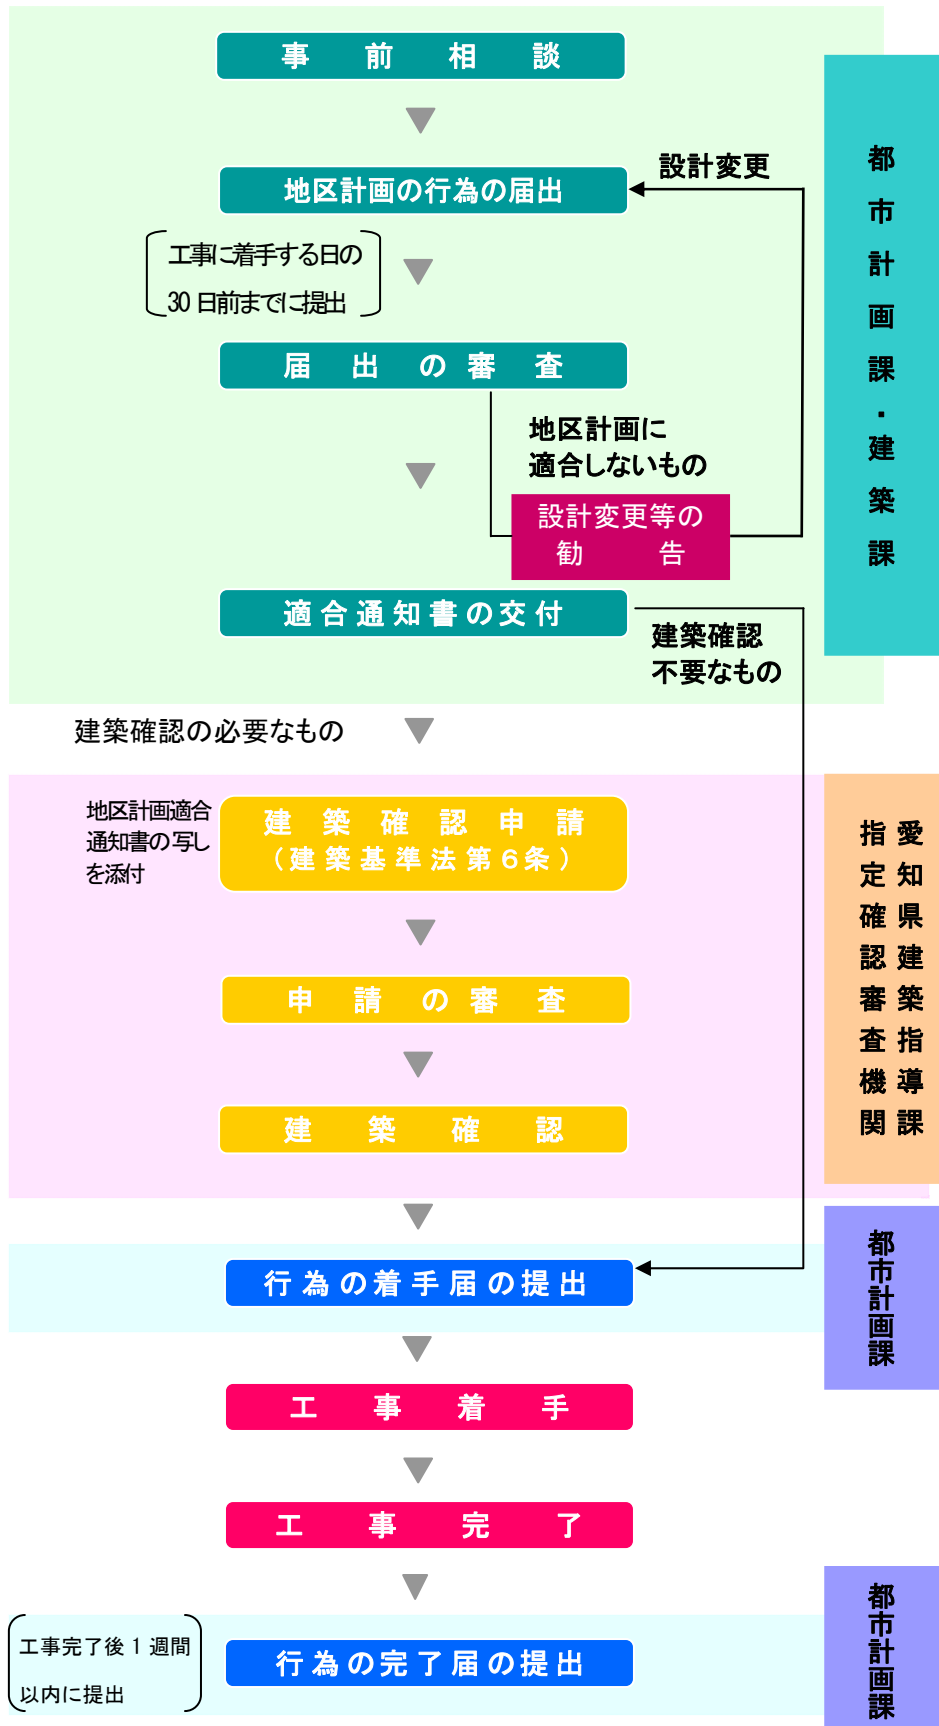 事前相談
設計変更
地区計画の行為の届出
工事に着手する日の
30日前までに提出
届出の審査
地区計画に
適合しないもの
設計変更等の
勧告
適合通知書の交付
建築確認
不要なもの
都市計画課・建築課
建築確認の必要なもの
地区計画適合
通知書の写し
を添付
建築確認申請
（建築基準法第６条）
申請の審査
建築確認
愛知県建築指導課
指定確認審査機関
行為の着手届の提出
都市計画課
工事着手
工事完了
工事完了後1週間
以内に提出
行為の完了届の提出
都市計画課